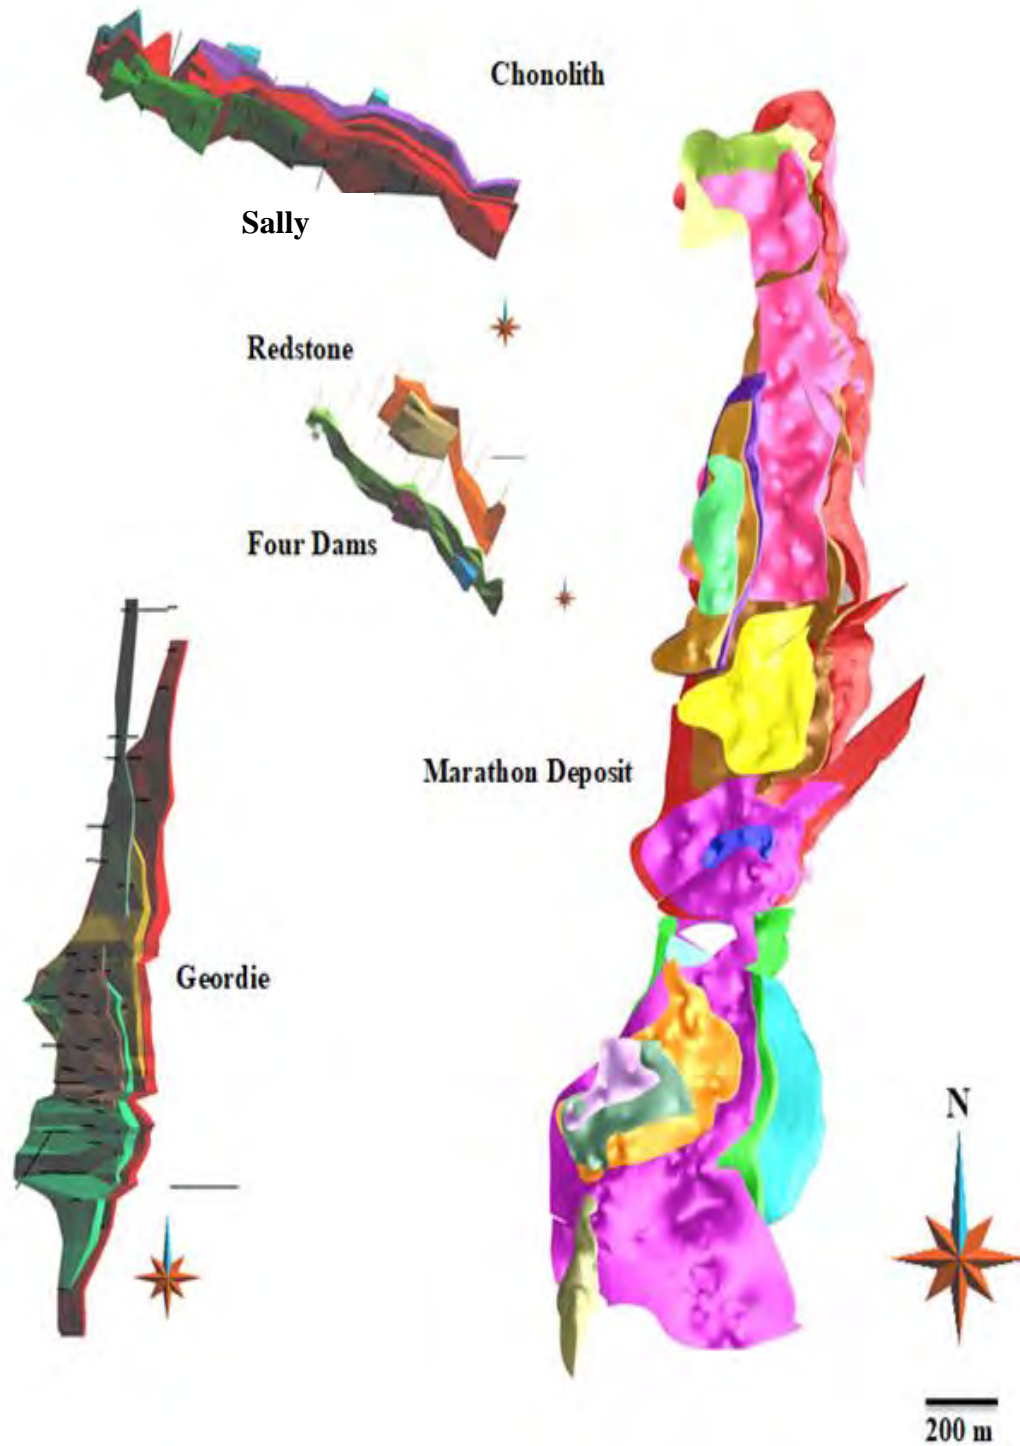 Chonolith
Sally
Redstone
Four Dams
Marathon Deposit
Geordie
N
200 m